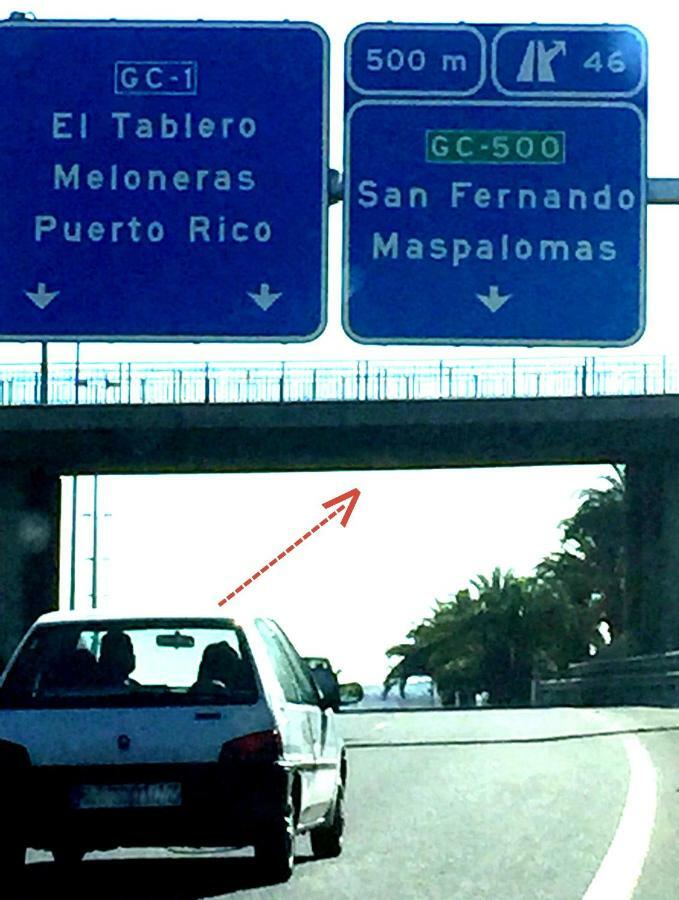 GC-1
El Tablero
Meloneras
Puerto Rico
500 m
46
GC-500
San Fernando
Maspalomas